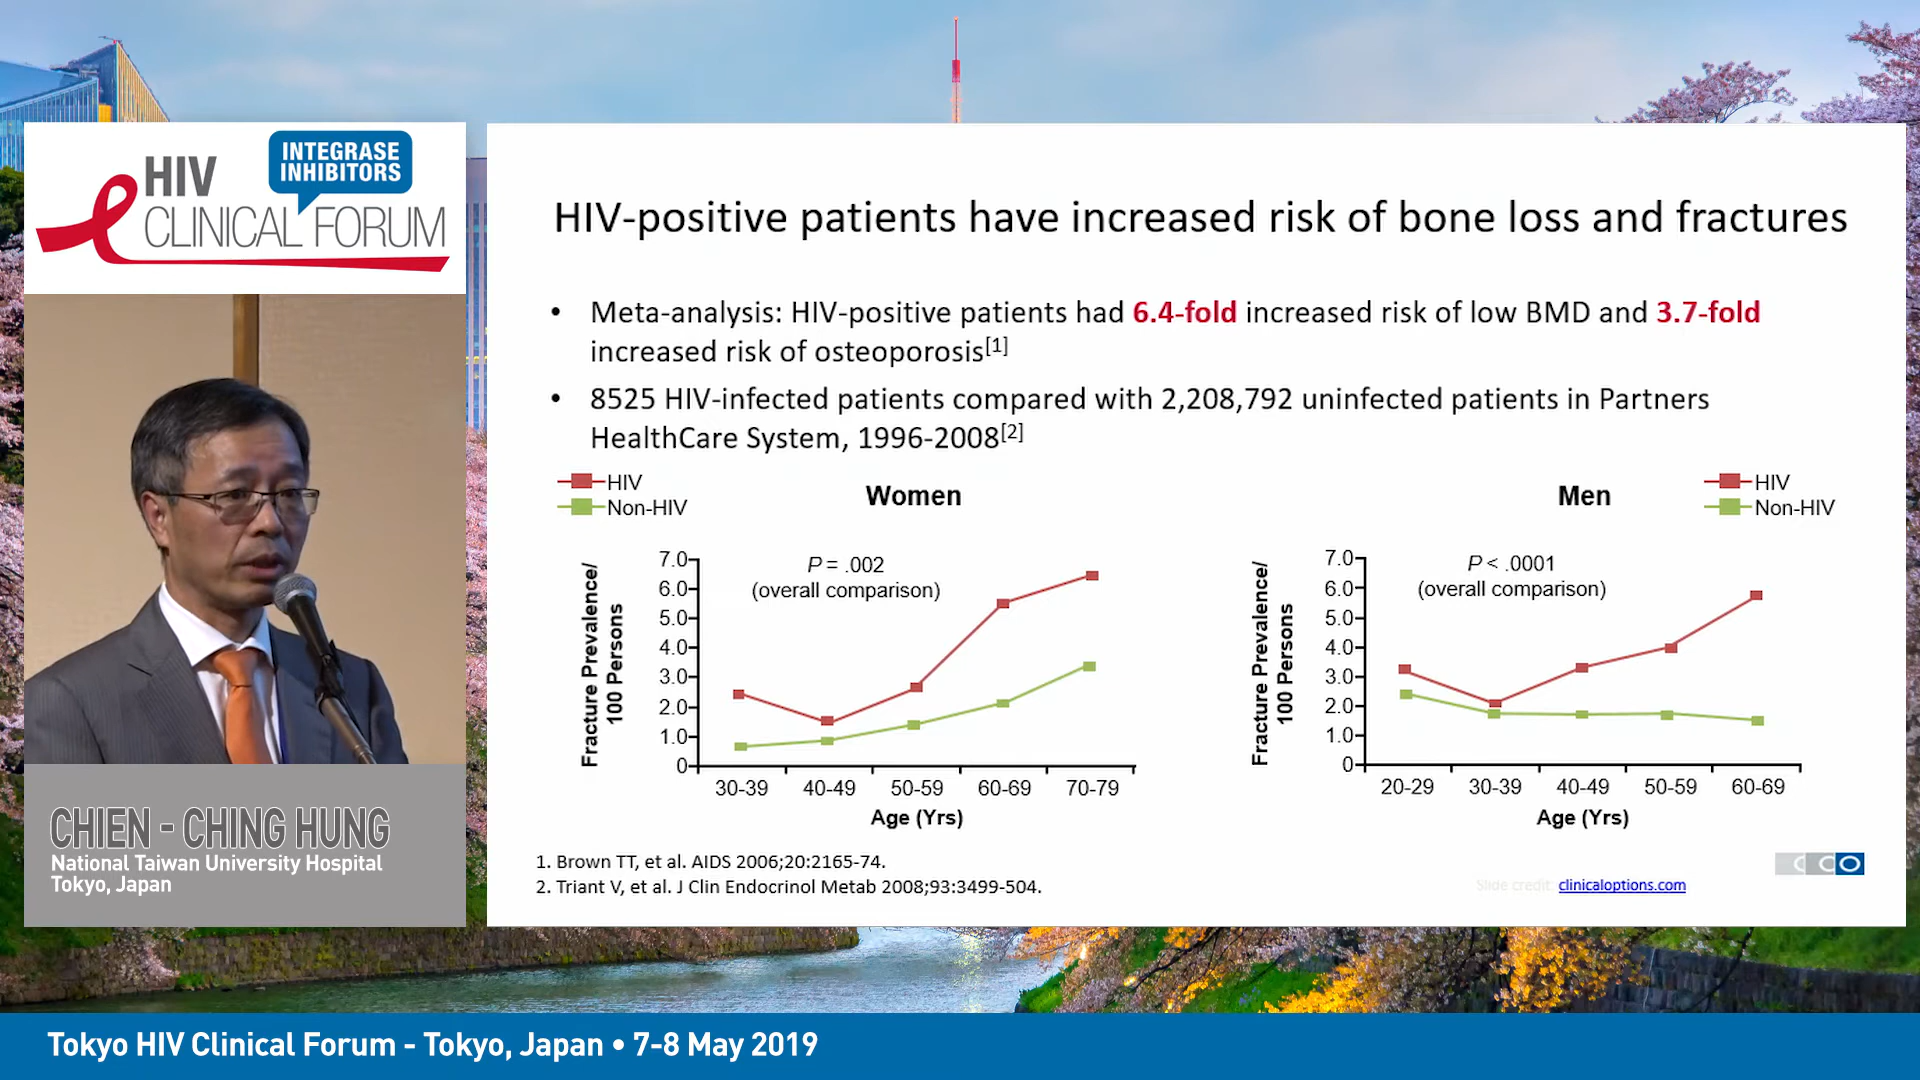 HIV
INTEGRASE
INHIBITORS
CLINICAL FORUM
CHIEN - CHING HUNG
National Taiwan University Hospital
Tokyo, Japan
HIV-positive patients have increased risk of bone loss and fractures
• Meta-analysis: HIV-positive patients had 6.4-fold increased risk of low BMD and 3.7-fold
increased risk of osteoporosis[1]
• 8525 HIV-infected patients compared with 2,208,792 uninfected patients in Partners
HealthCare System, 1996-2008[2]
HIV
Non-HIV
Women
P = .002
(overall comparison)
Fracture Prevalence/
100 Persons
7.0
6.0
5.0
4.0
3.0
2.0
1.0
0
30-39 40-49 50-59 60-69 70-79
Age (Yrs)
Men
HIV
Non-HIV
P < .0001
(overall comparison)
Fracture Prevalence/
100 Persons
7.0
6.0
5.0
4.0
3.0
2.0
1.0
0
20-29 30-39 40-49 50-59 60-69
Age (Yrs)
1. Brown TT, et al. AIDS 2006;20:2165-74.
2. Triant V, et al. J Clin Endocrinol Metab 2008;93:3499-504.
CCO
Slide credit: clinicaloptions.com
Tokyo HIV Clinical Forum - Tokyo, Japan • 7-8 May 2019